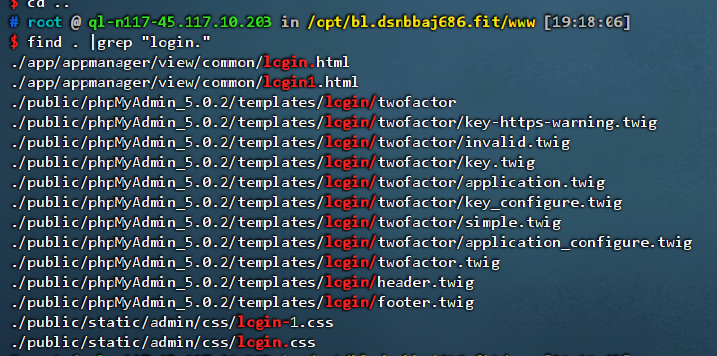 $ cd ..
# root @ ql-n117-45.117.10.203 in /opt/bl.dsnbbaj686.fit/www [19:18:06]
$ find . |grep "login."
./app/appmanager/view/common/login.html
./app/appmanager/view/common/login1.html
./public/phpMyAdmin_5.0.2/templates/login/twofactor
./public/phpMyAdmin_5.0.2/templates/login/twofactor/key-https-warning.twig
./public/phpMyAdmin_5.0.2/templates/login/twofactor/invalid.twig
./public/phpMyAdmin_5.0.2/templates/login/twofactor/key.twig
./public/phpMyAdmin_5.0.2/templates/login/twofactor/application.twig
./public/phpMyAdmin_5.0.2/templates/login/twofactor/key_configure.twig
./public/phpMyAdmin_5.0.2/templates/login/twofactor/simple.twig
./public/phpMyAdmin_5.0.2/templates/login/twofactor/application_configure.twig
./public/phpMyAdmin_5.0.2/templates/login/twofactor.twig
./public/phpMyAdmin_5.0.2/templates/login/header.twig
./public/phpMyAdmin_5.0.2/templates/login/footer.twig
./public/static/admin/css/login-1.css
./public/static/admin/css/login.css